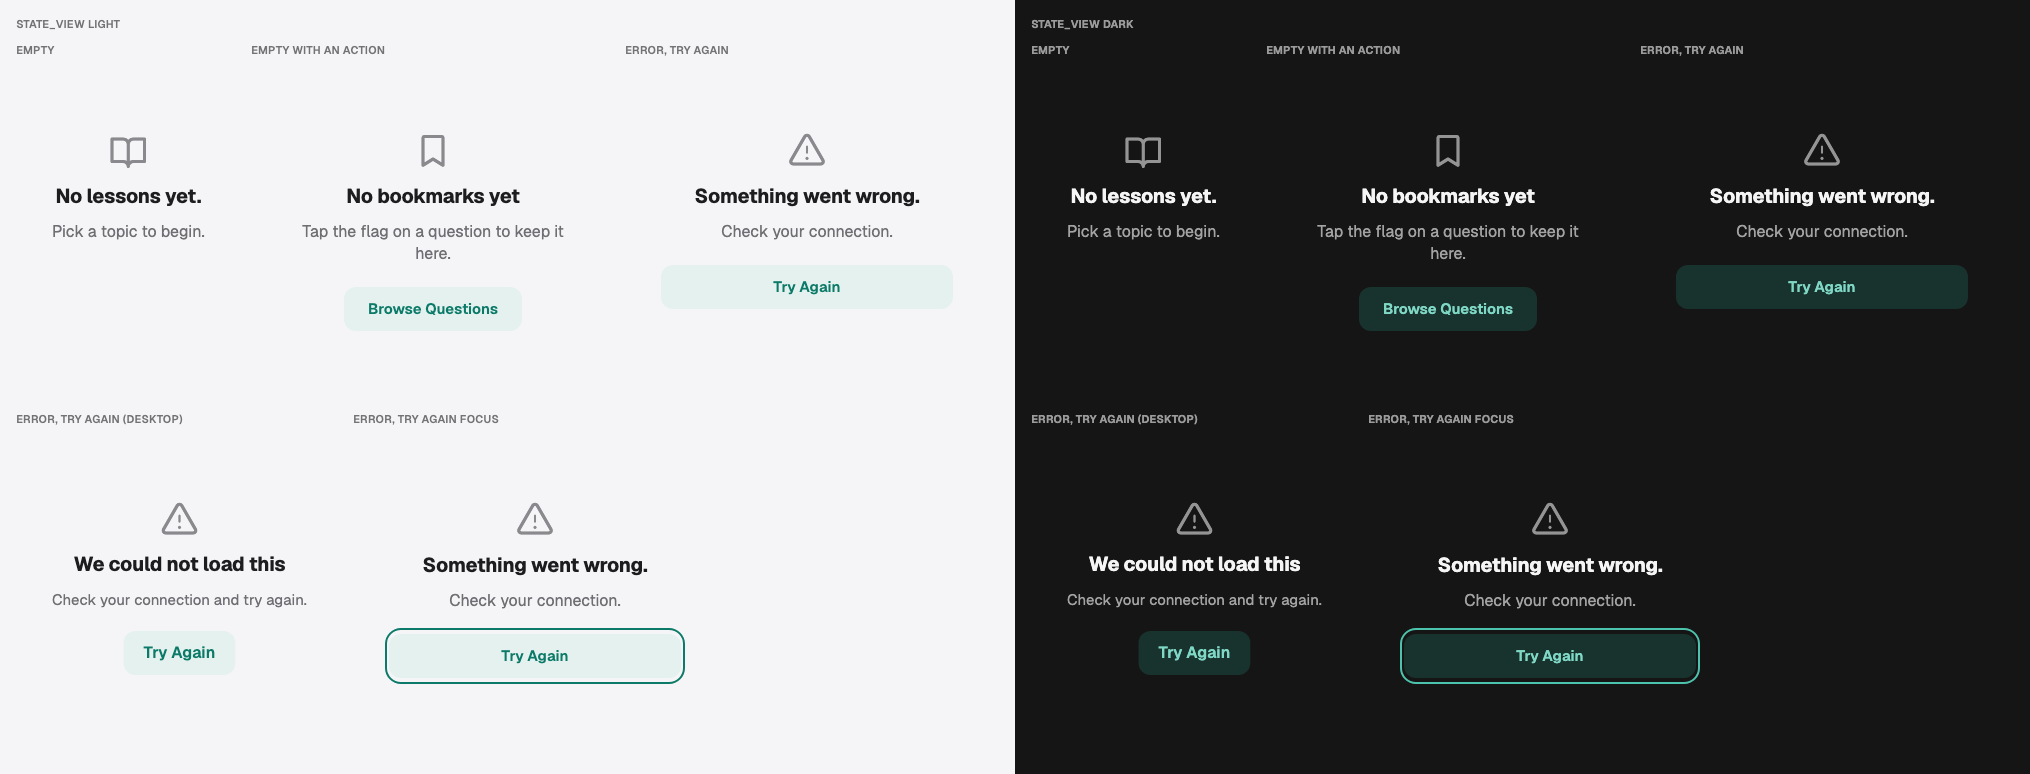 STATE_VIEW LIGHT
EMPTY
EMPTY WITH AN ACTION
ERROR, TRY AGAIN
No lessons yet.
Pick a topic to begin.
No bookmarks yet
Tap the flag on a question to keep it
here.
Browse Questions
Something went wrong.
Check your connection.
Try Again
ERROR, TRY AGAIN (DESKTOP)
ERROR, TRY AGAIN FOCUS
We could not load this
Check your connection and try again.
Try Again
Something went wrong.
Check your connection.
Try Again
STATE_VIEW DARK
EMPTY
EMPTY WITH AN ACTION
ERROR, TRY AGAIN
No lessons yet.
Pick a topic to begin.
No bookmarks yet
Tap the flag on a question to keep it
here.
Browse Questions
Something went wrong.
Check your connection.
Try Again
ERROR, TRY AGAIN (DESKTOP)
ERROR, TRY AGAIN FOCUS
We could not load this
Check your connection and try again.
Try Again
Something went wrong.
Check your connection.
Try Again